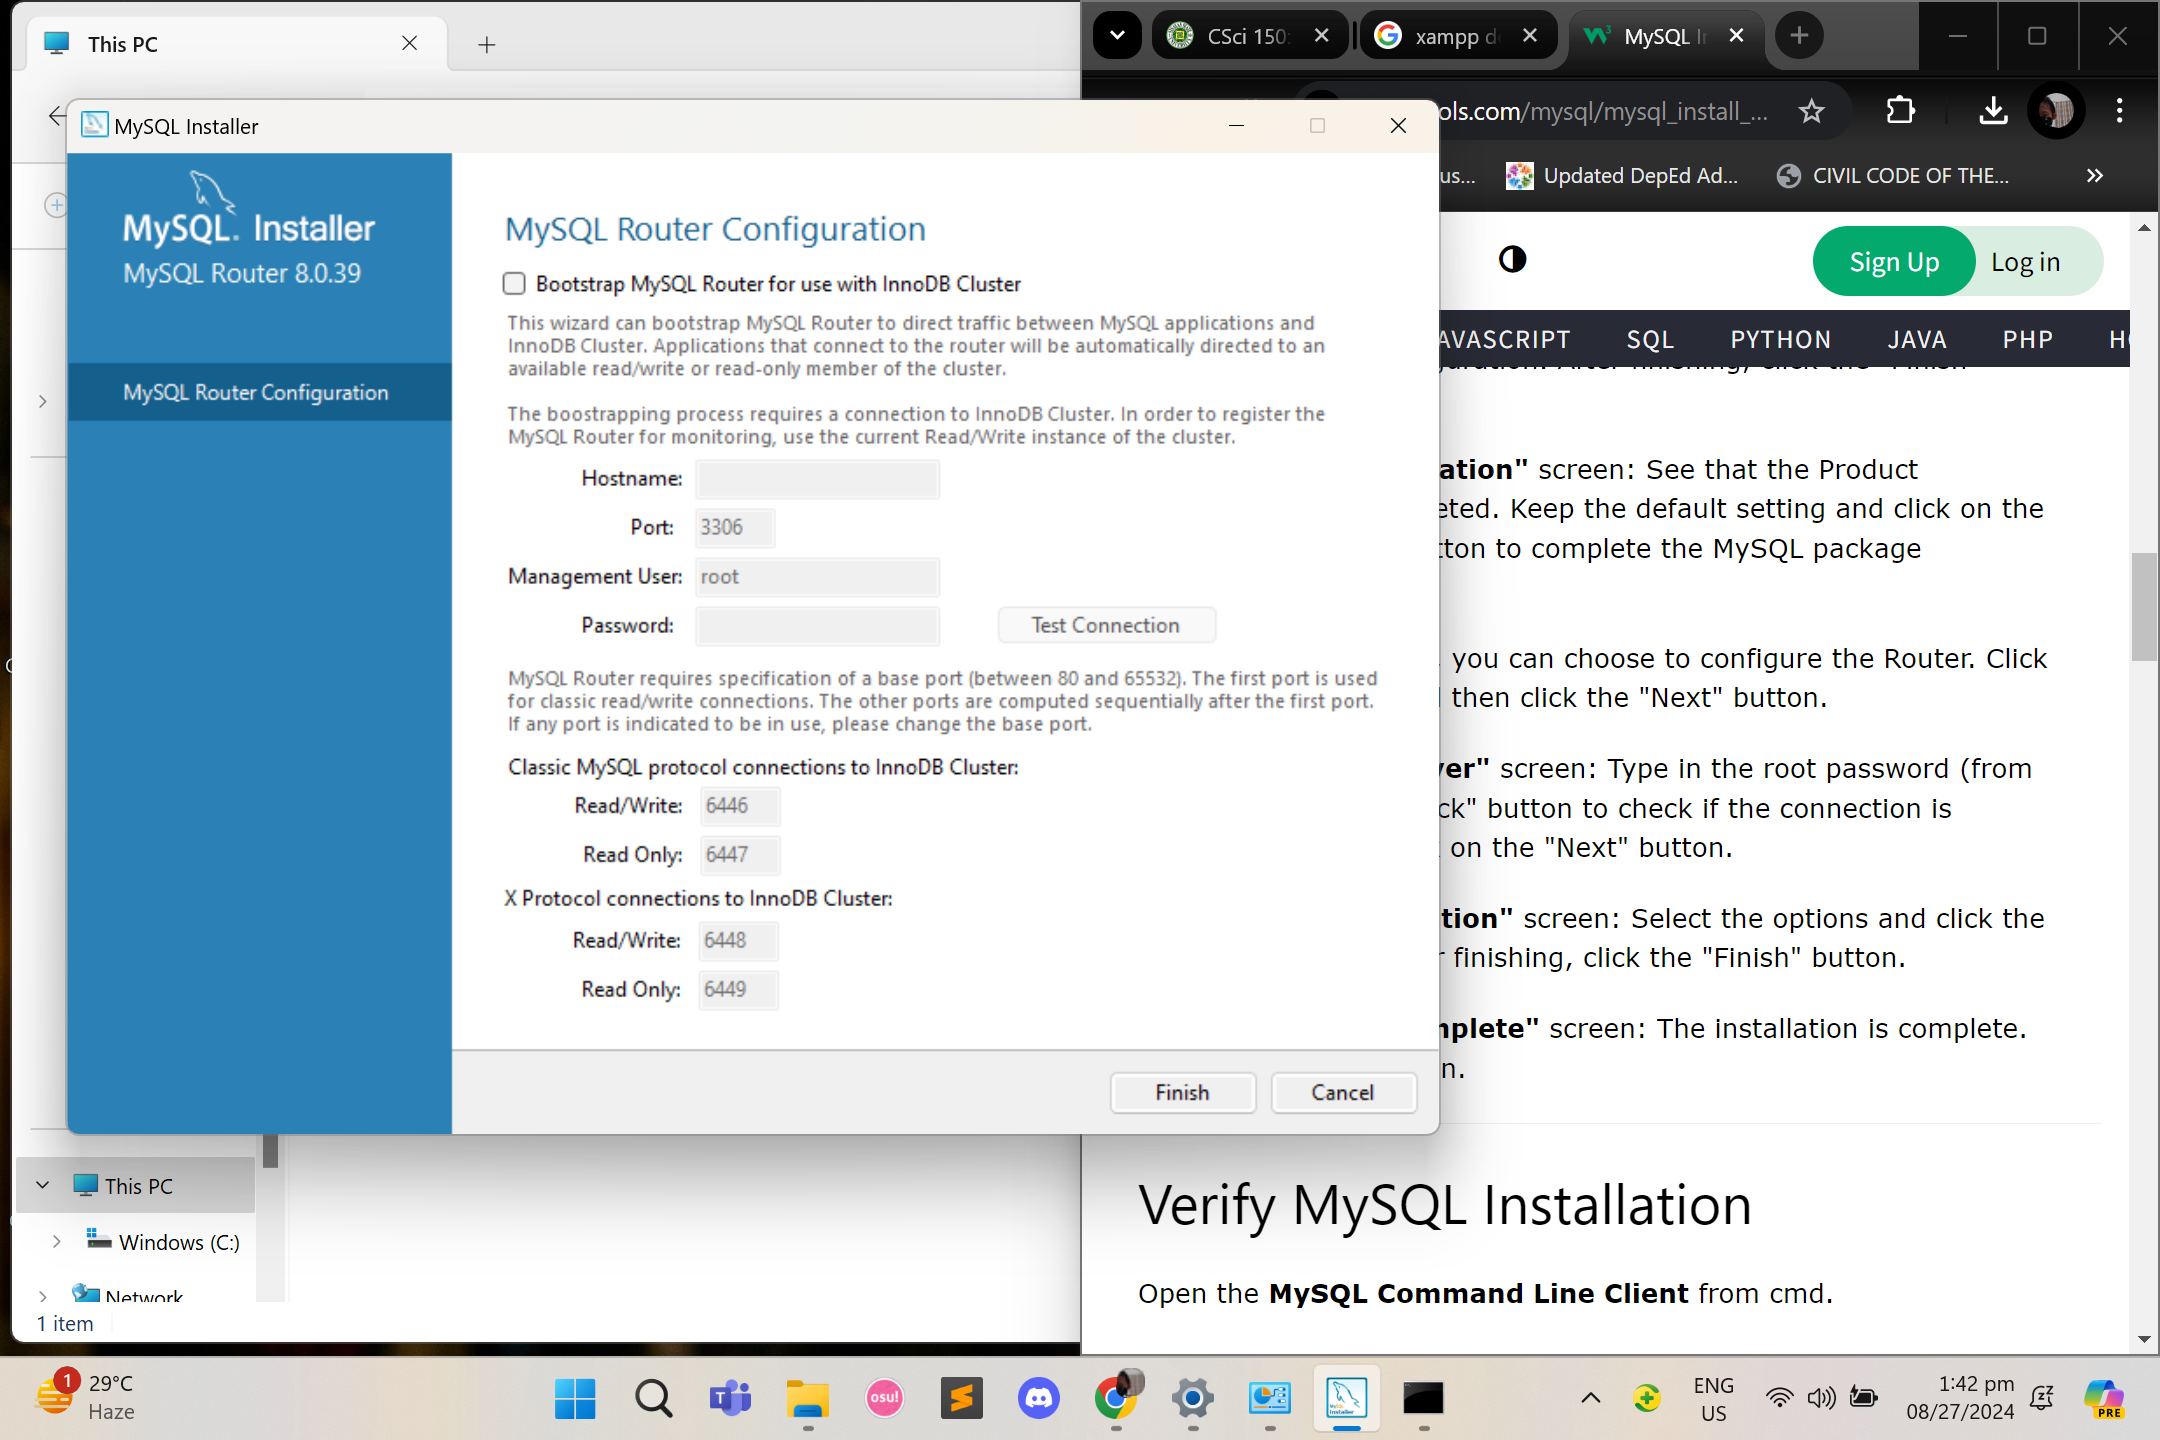 This PC
CSci 150:
xampp d
MySQL I
MySQL Installer
ols.com/mysql/mysql_install_...
us...
Updated DepEd Ad...
CIVIL CODE OF THE...
MySQL. Installer
MySQL Router 8.0.39
MySQL Router Configuration
MySQL Router Configuration
Bootstrap MySQL Router for use with InnoDB Cluster
This wizard can bootstrap MySQL Router to direct traffic between MySQL applications and
InnoDB Cluster. Applications that connect to the router will be automatically directed to an
available read/write or read-only member of the cluster.
The boostrapping process requires a connection to InnoDB Cluster. In order to register the
MySQL Router for monitoring, use the current Read/Write instance of the cluster.
Hostname:
Port: 3306
Management User: root
Password:
Test Connection
MySQL Router requires specification of a base port (between 80 and 65532). The first port is used
for classic read/write connections. The other ports are computed sequentially after the first port.
If any port is indicated to be in use, please change the base port.
Classic MySQL protocol connections to InnoDB Cluster:
Read/Write: 6446
Read Only: 6447
X Protocol connections to InnoDB Cluster:
Read/Write: 6448
Read Only: 6449
Finish
Cancel
Sign Up
Log in
AVASCRIPT SQL PYTHON JAVA PHP H
ation" screen: See that the Product
eted. Keep the default setting and click on the
tton to complete the MySQL package
you can choose to configure the Router. Click
then click the "Next" button.
ver" screen: Type in the root password (from
ck" button to check if the connection is
on the "Next" button.
tion" screen: Select the options and click the
r finishing, click the "Finish" button.
mplete" screen: The installation is complete.
n.
Verify MySQL Installation
Open the MySQL Command Line Client from cmd.
This PC
Windows (C:)
Network
1 item
1
29°C
Haze
osu!
ENG
US
1:42 pm
08/27/2024
PRE